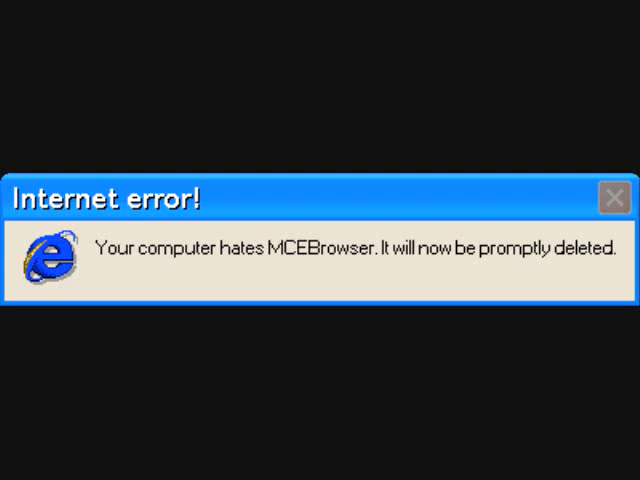 Internet error!
Your computer hates MCEBrowser. It will now be promptly deleted.